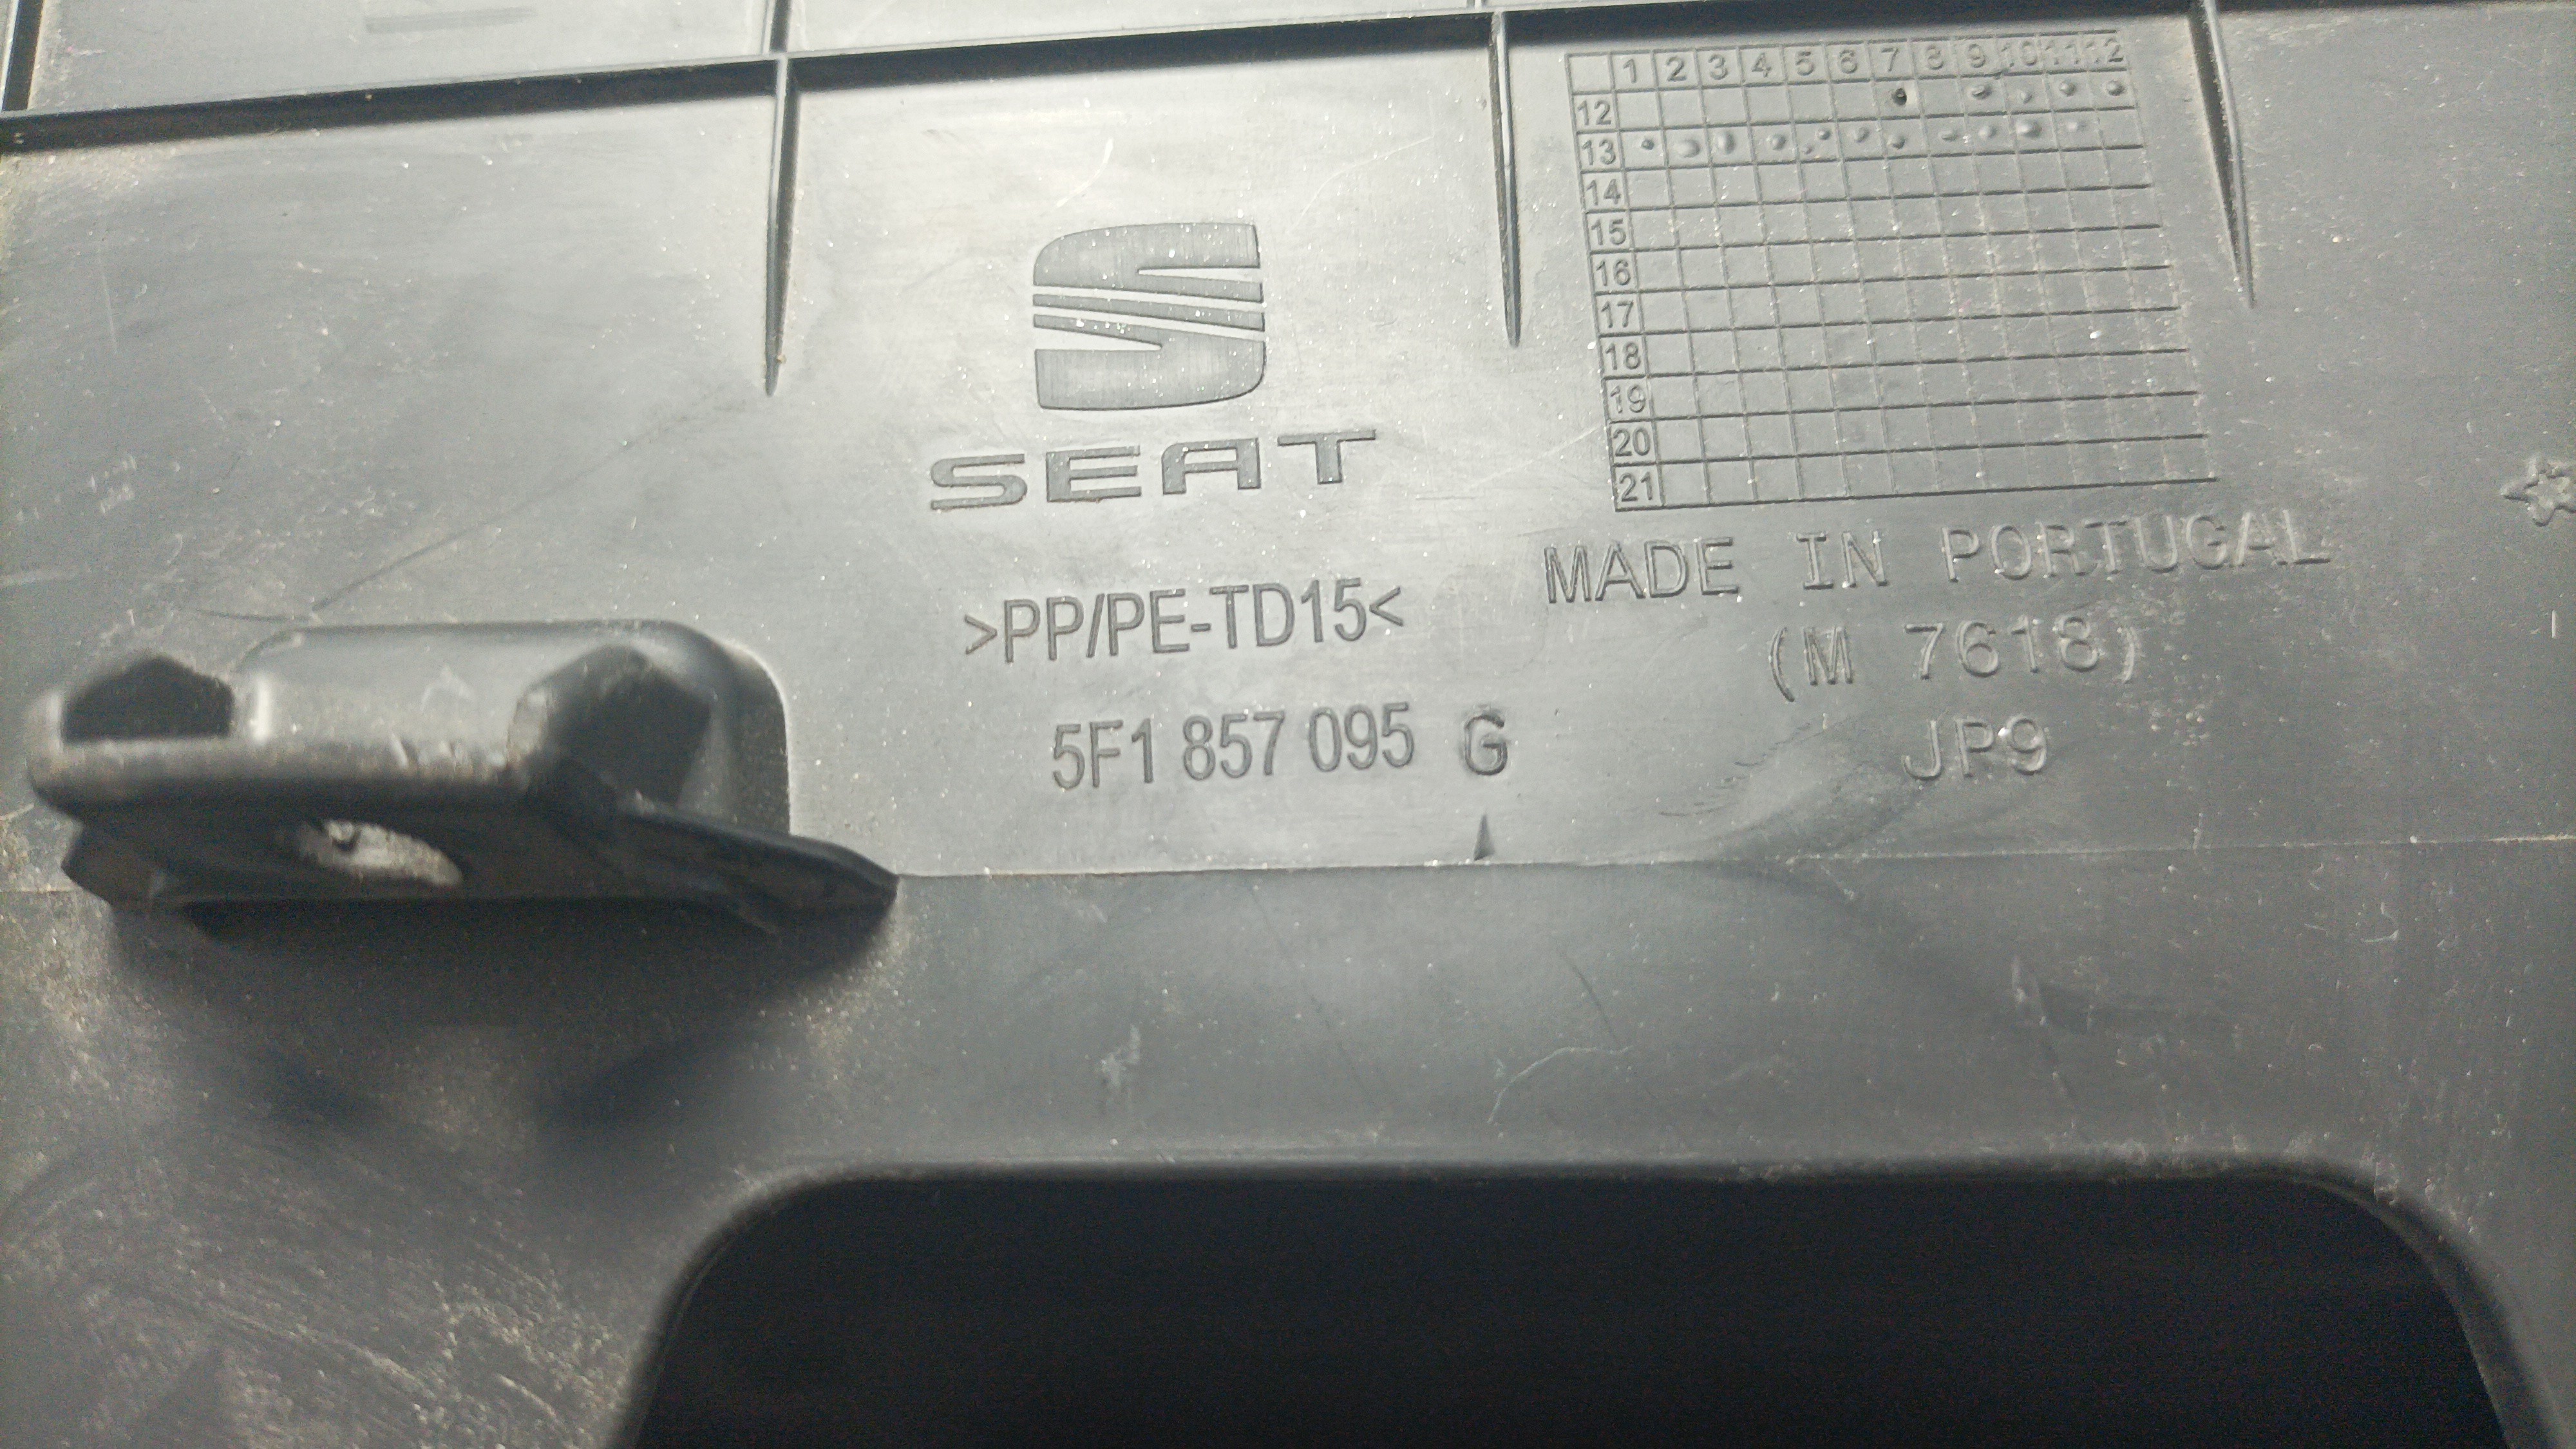 1 2 3 4 5 6 7 8 9 10 11 12
12
13
14
15
16
17
18
19
20
21
SEAT
>PP/PE-TD15<
5F1 857 095 G
MADE IN PORTUGAL
(M 7618)
JP9